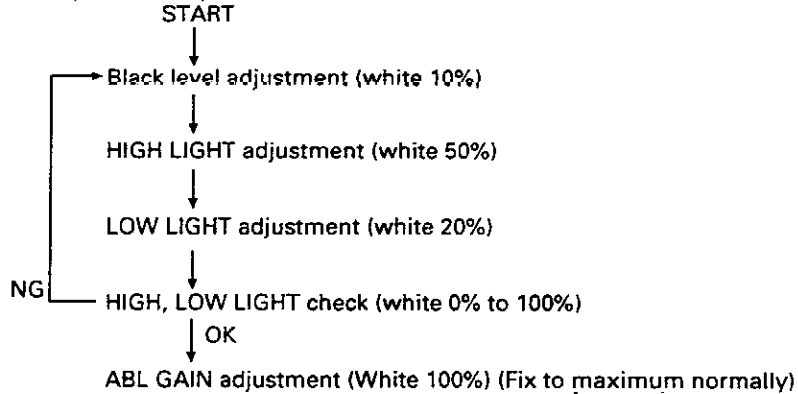 START
Black level adjustment (white 10%)
HIGH LIGHT adjustment (white 50%)
LOW LIGHT adjustment (white 20%)
NG
HIGH, LOW LIGHT check (white 0% to 100%)
OK
ABL GAIN adjustment (White 100%) (Fix to maximum normally)